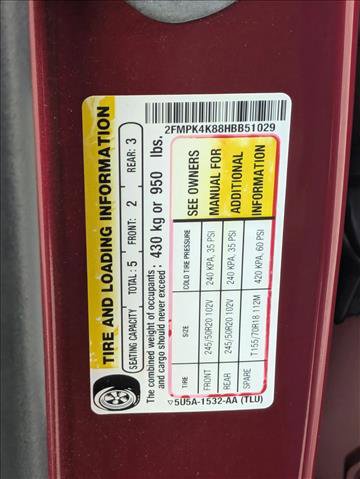 TIRE AND LOADING INFORMATION
SEATING CAPACITY TOTAL : 5 FRONT: 2 REAR: 3
The combined weight of occupants
and cargo should never exceed : 430 kg or 950 lbs.
TIRE SIZE COLD TIRE PRESSURE
FRONT 245/50R20 102V 240 KPA, 35 PSI
REAR 245/50R20 102V 240 KPA, 35 PSI
SPARE T155/70R18 112M 420 KPA, 60 PSI
SEE OWNERS
MANUAL FOR
ADDITIONAL
INFORMATION
5U5A-1532-AA (TLU)
2FMPK4K88HBB51029